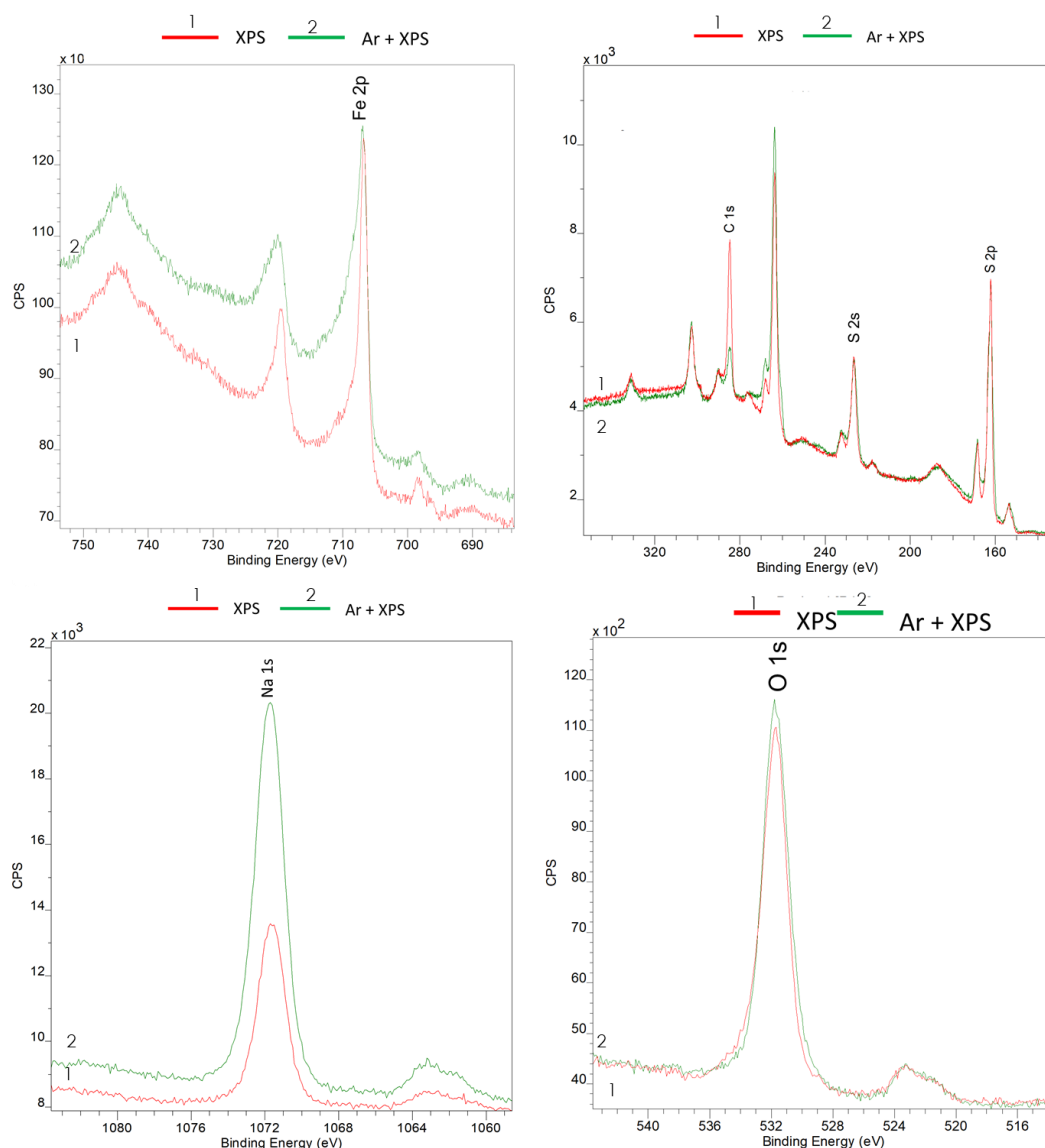 1 XPS 2 Ar + XPS
x 10
130
120
110
100
90
80
70
CPS
Fe 2p
2
1
750 740 730 720 710 700 690
Binding Energy (eV)
1 XPS 2 Ar + XPS
x 10³
10
8
6
4
2
CPS
C 1s
S 2s
S 2p
1
2
320 280 240 200 160
Binding Energy (eV)
1 XPS 2 Ar + XPS
x 10³
22
20
18
16
14
12
10
8
CPS
Na 1s
2
1
1080 1076 1072 1068 1064 1060
Binding Energy (eV)
1 XPS 2 Ar + XPS
x 10²
120
110
100
90
80
70
60
50
40
CPS
O 1s
2
1
540 536 532 528 524 520 516
Binding Energy (eV)